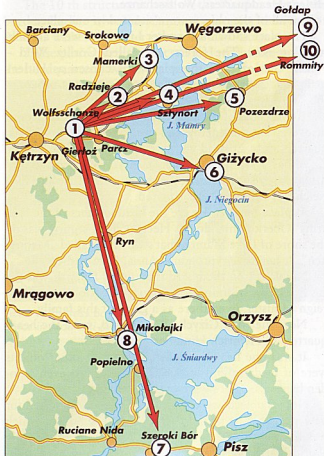 Gołdap
9
Barciany
Srokowo
Węgorzewo
Mamerki
3
10
Rommity
Radzieje
2
4
5
Wolfsschanze
Sztynort
Pozezdrze
1
J. Mamry
Kętrzyn
Gierłoż
Parcz
Giżycko
6
J. Niegocin
Ryn
Mrągowo
Orzysz
8
Mikołajki
J. Śniardwy
Popielno
Ruciane Nida
Szeroki Bór
7
Pisz